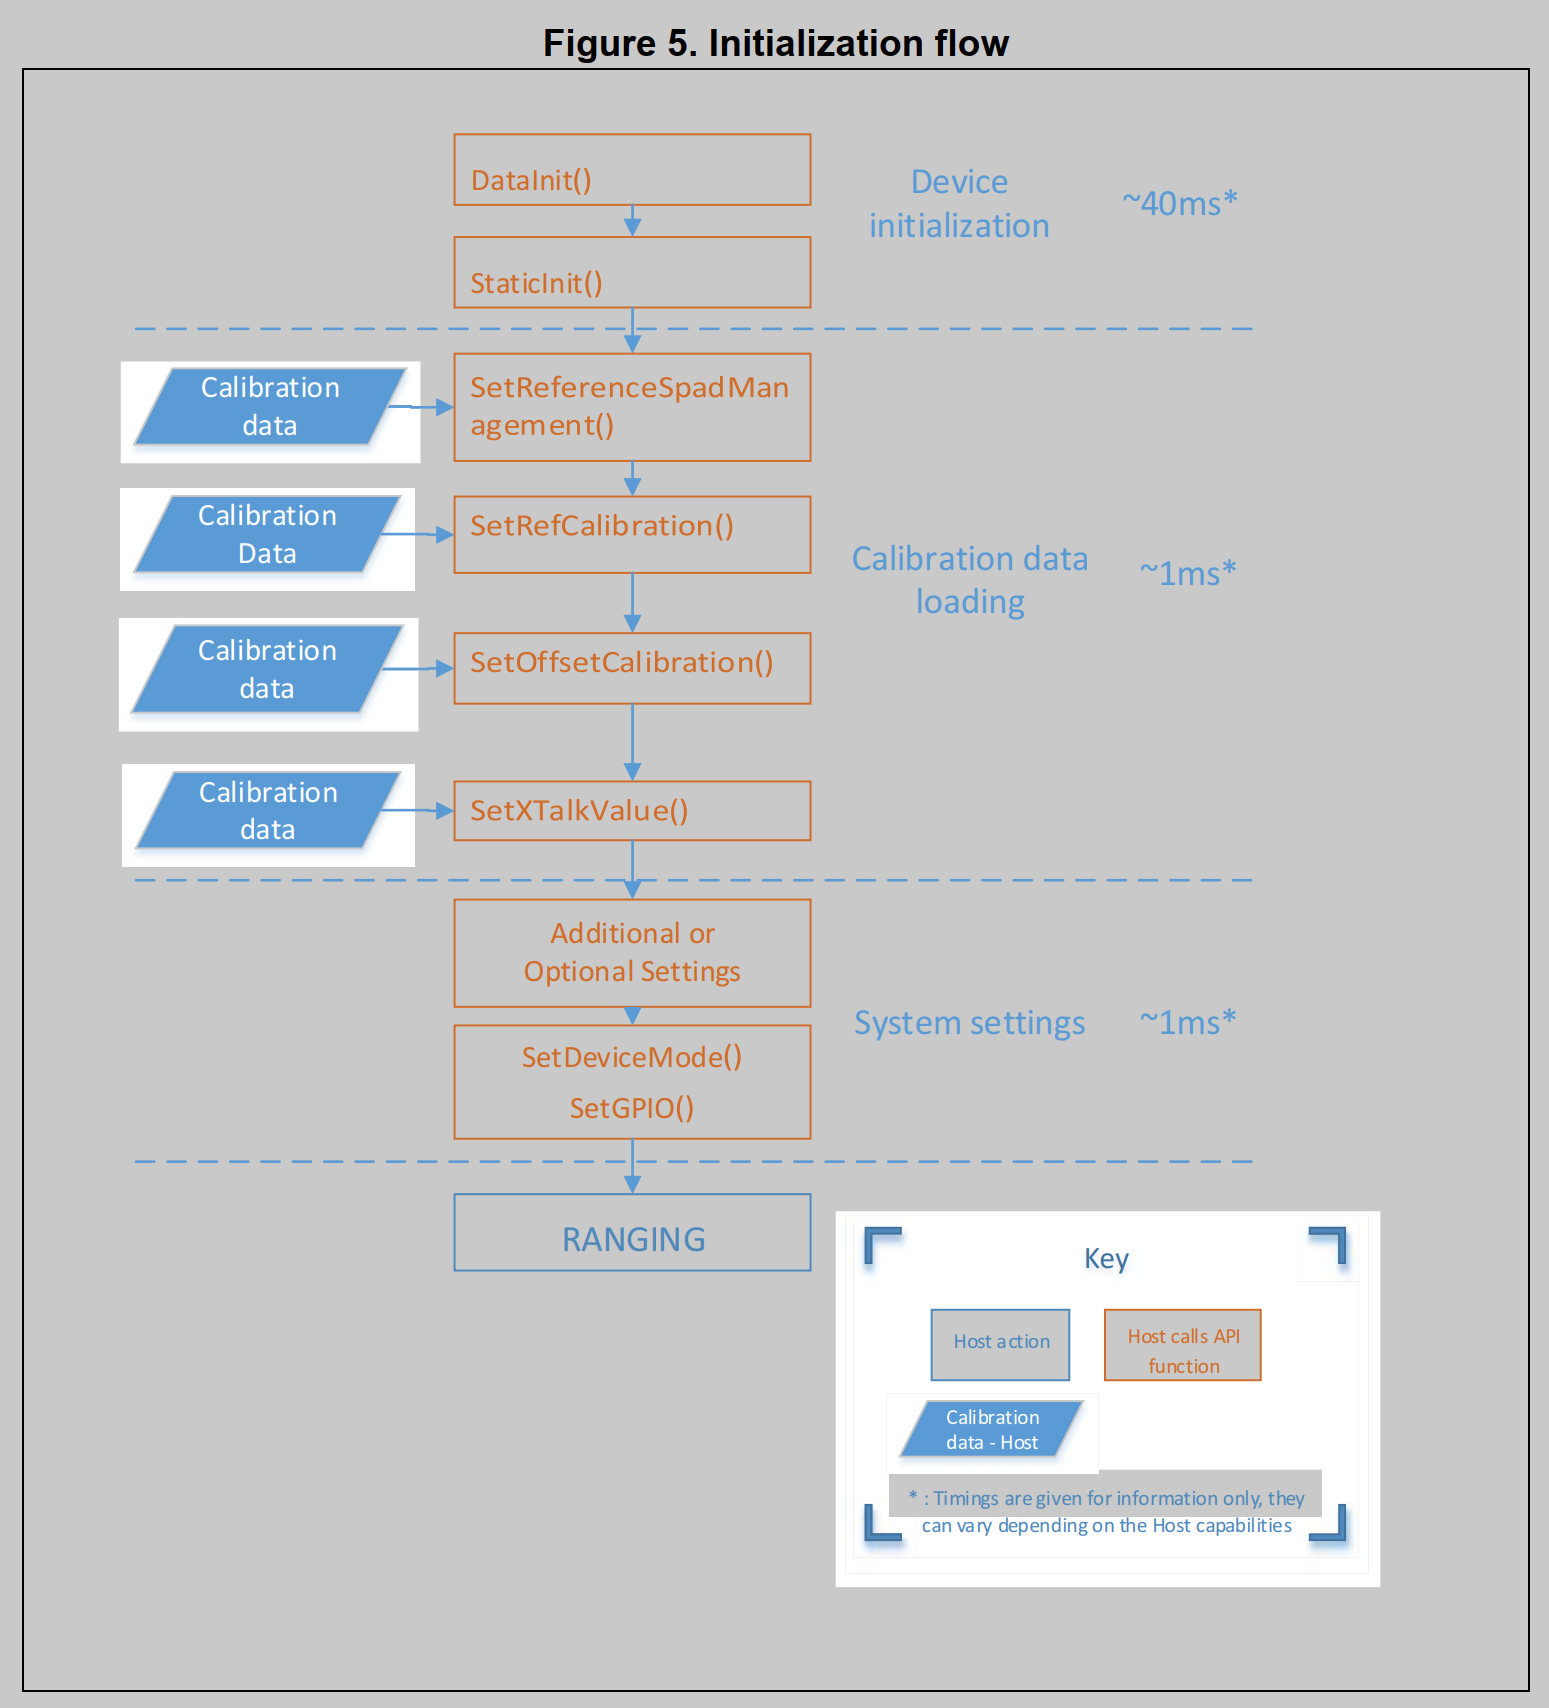 Figure 5. Initialization flow
DataInit()
Device
initialization
~40ms*
StaticInit()
Calibration
data
SetReferenceSpadMan
agement()
Calibration
Data
SetRefCalibration()
Calibration data
loading
~1ms*
Calibration
data
SetOffsetCalibration()
Calibration
data
SetXTalkValue()
Additional or
Optional Settings
System settings
~1ms*
SetDeviceMode()
SetGPIO()
RANGING
Key
Host action
Host calls API
function
Calibration
data - Host
* : Timings are given for information only, they
can vary depending on the Host capabilities